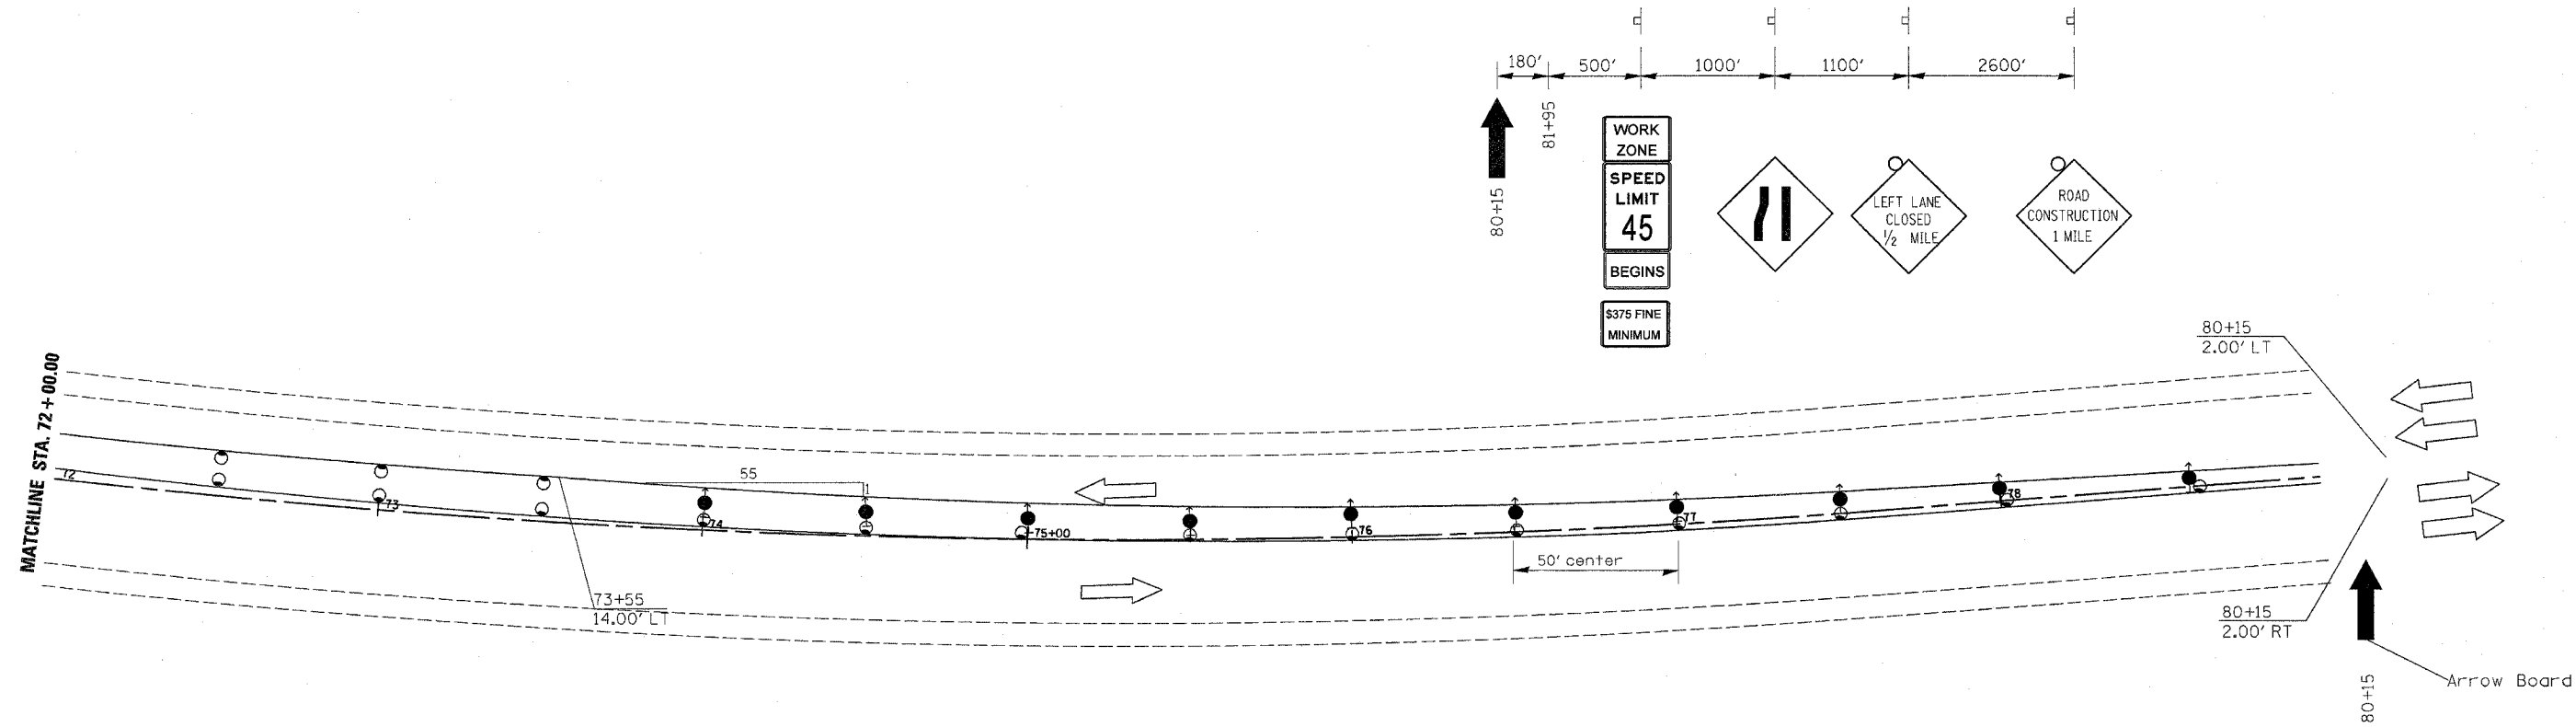 180' 500' 1000' 1100' 2600'
80+15
81+95
WORK
ZONE
SPEED
LIMIT
45
BEGINS
$375 FINE
MINIMUM
LEFT LANE
CLOSED
1/2 MILE
ROAD
CONSTRUCTION
1 MILE
80+15
2.00' LT
MATCHLINE STA. 72+00.00
72
73
74
55
1
75+00
76
77
78
50' center
73+55
14.00' LT
80+15
2.00' RT
80+15
Arrow Board